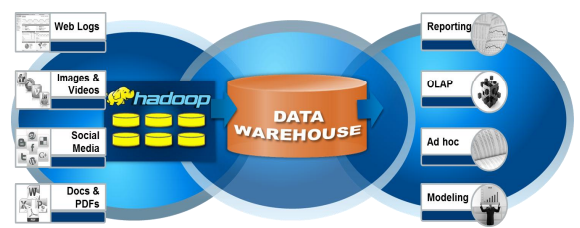 Web Logs
Images &
Videos
Social
Media
Docs &
PDFs
hadoop
DATA
WAREHOUSE
Reporting
OLAP
Ad hoc
Modeling